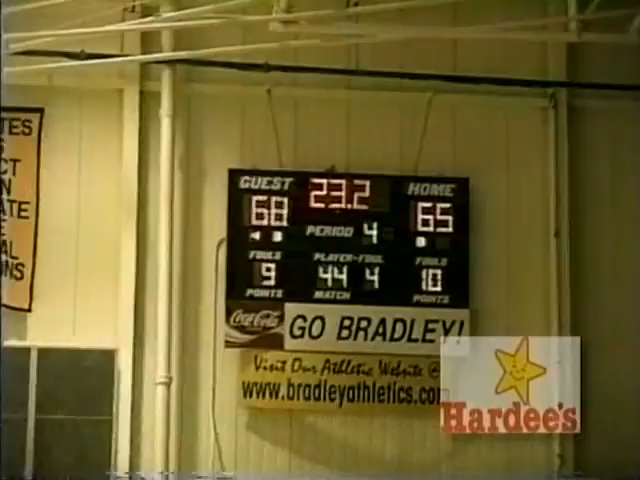 TES
S
CT
N
ATE
E
AL
NS
GUEST 23.2 HOME
68 65
PERIOD 4
FOULS PLAYER-FOUL FOULS
9 44 4 10
POINTS MATCH POINTS
Coca-Cola GO BRADLEY!
Visit Our Athletic Website @
www.bradleyathletics.com
Hardee's